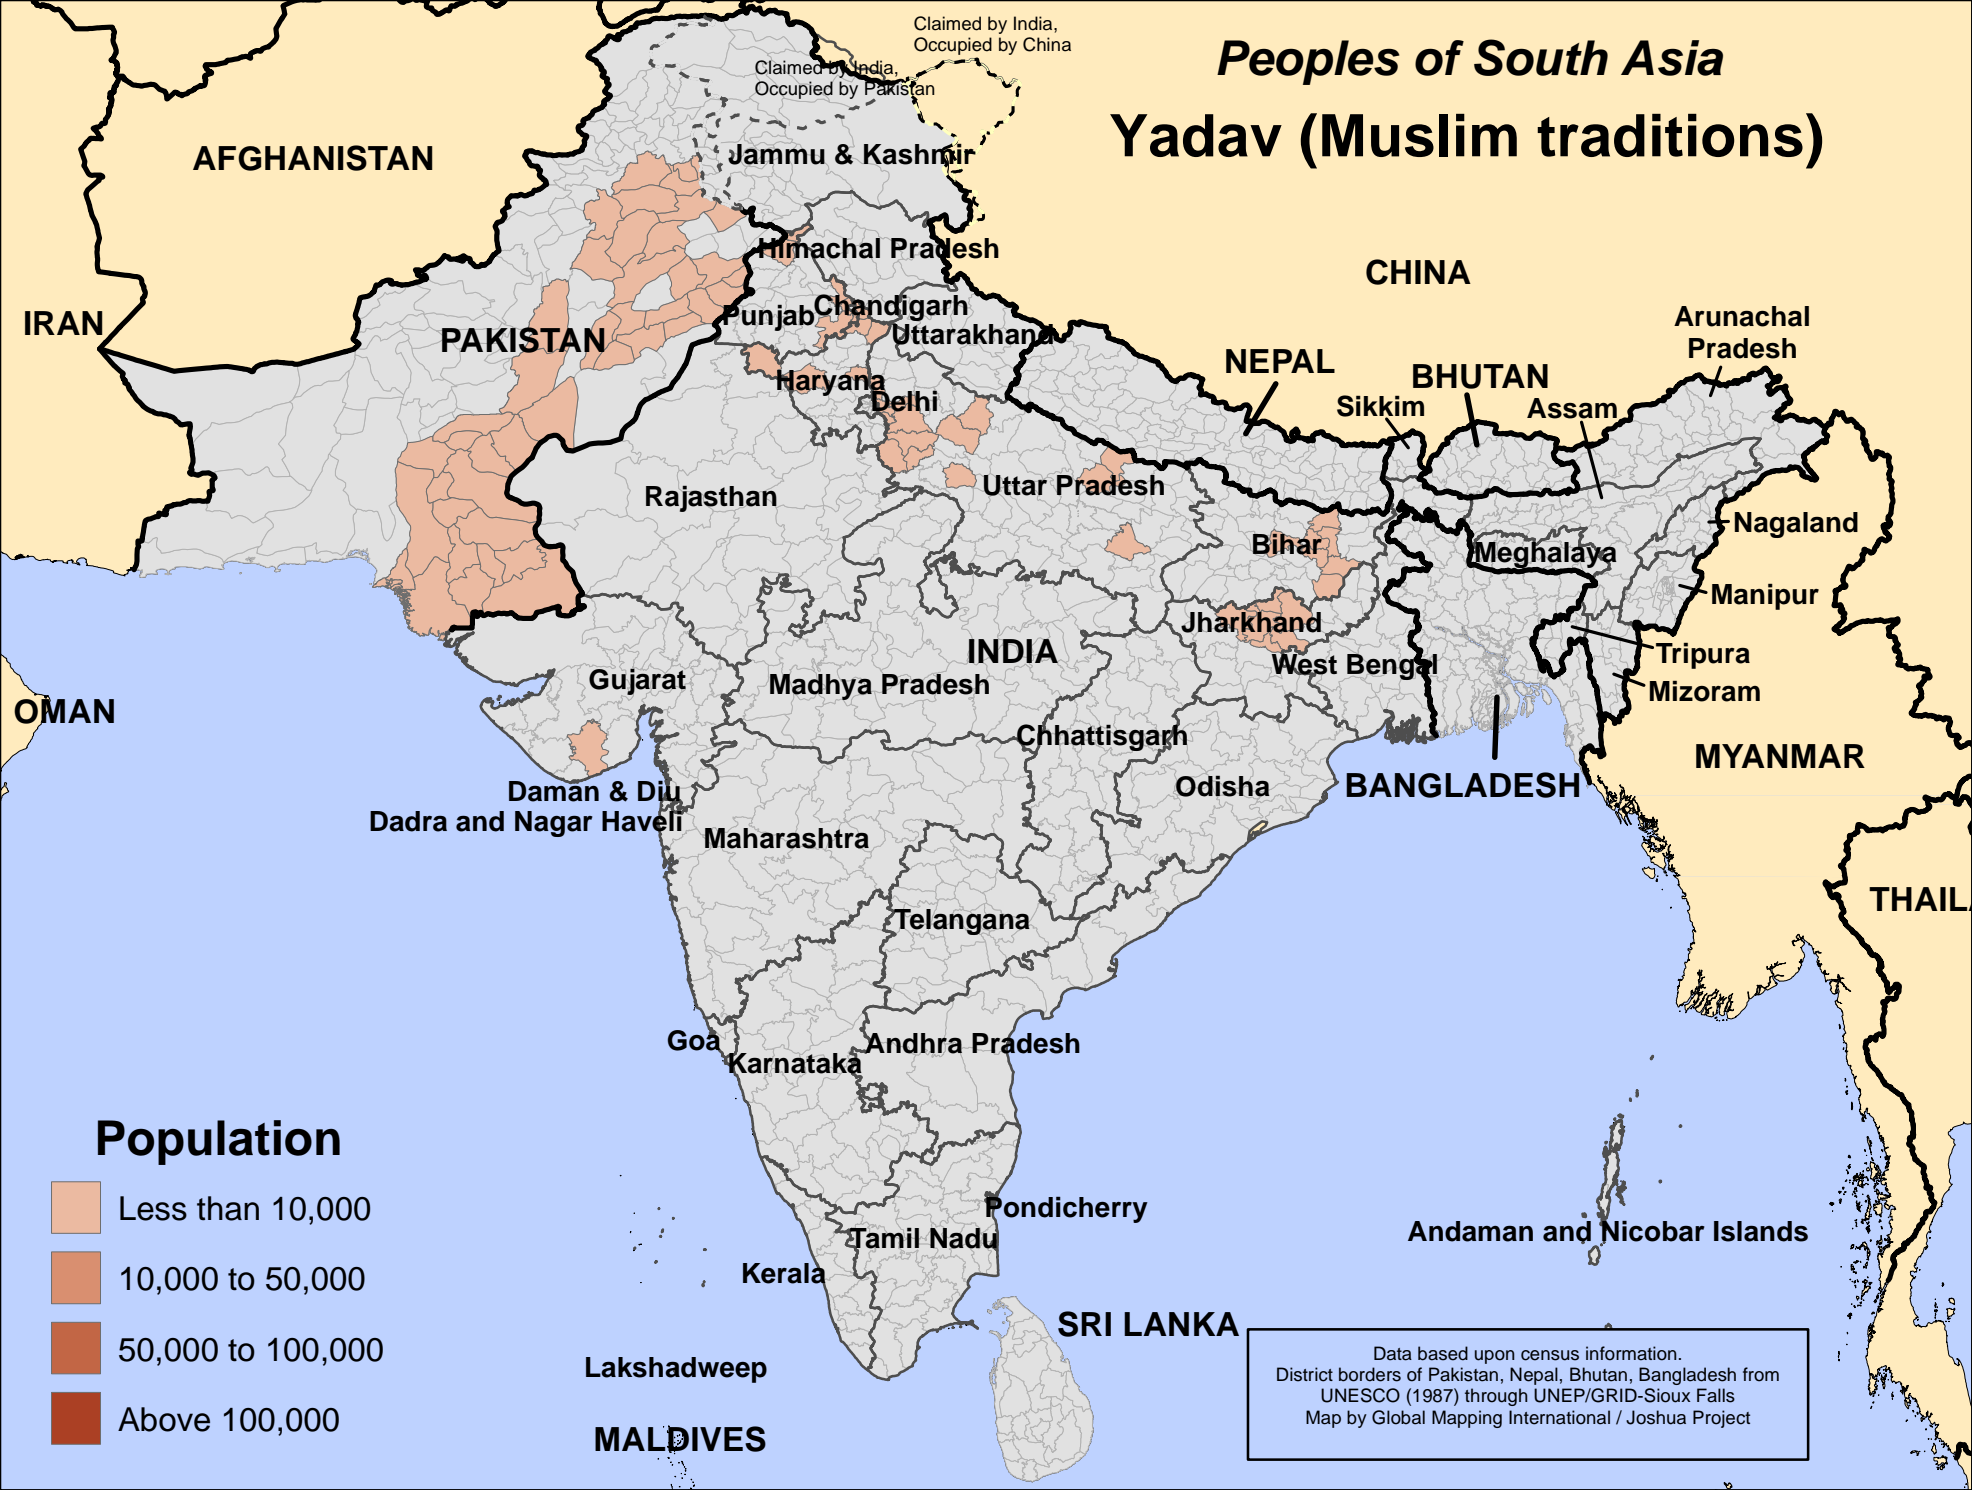 Claimed by India,
Occupied by China
Peoples of South Asia
Claimed by India,
Occupied by Pakistan
Yadav (Muslim traditions)
AFGHANISTAN
Jammu & Kashmir
Himachal Pradesh
CHINA
IRAN
PAKISTAN
Punjab
Chandigarh
Uttarakhand
Arunachal
Pradesh
NEPAL
BHUTAN
Haryana
Delhi
Sikkim
Assam
Rajasthan
Uttar Pradesh
Nagaland
Bihar
Meghalaya
Manipur
Jharkhand
INDIA
West Bengal
Tripura
Gujarat
Madhya Pradesh
Mizoram
OMAN
Chhattisgarh
MYANMAR
Odisha
BANGLADESH
Daman & Diu
Dadra and Nagar Haveli
Maharashtra
THAIL
Telangana
Goa
Karnataka
Andhra Pradesh
Population
Less than 10,000
10,000 to 50,000
50,000 to 100,000
Above 100,000
Pondicherry
Tamil Nadu
Kerala
Andaman and Nicobar Islands
SRI LANKA
Lakshadweep
MALDIVES
Data based upon census information.
District borders of Pakistan, Nepal, Bhutan, Bangladesh from
UNESCO (1987) through UNEP/GRID-Sioux Falls
Map by Global Mapping International / Joshua Project